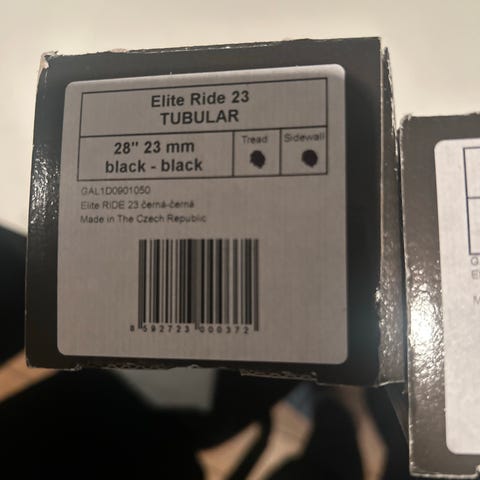 Elite Ride 23
TUBULAR
28" 23 mm
black - black
Tread
Sidewall
GAL1D0901050
Elite RIDE 23 černá-černá
Made in The Czech Republic
8 592723 000372